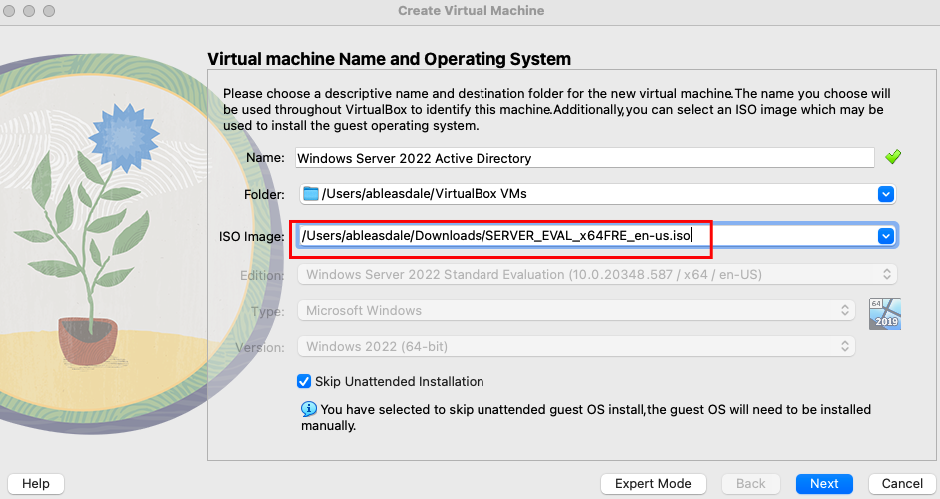 Create Virtual Machine
Virtual machine Name and Operating System
Please choose a descriptive name and destination folder for the new virtual machine.The name you choose will
be used throughout VirtualBox to identify this machine.Additionally,you can select an ISO image which may be
used to install the guest operating system.
Name: Windows Server 2022 Active Directory
Folder: /Users/ableasdale/VirtualBox VMs
ISO Image: /Users/ableasdale/Downloads/SERVER_EVAL_x64FRE_en-us.iso
Edition: Windows Server 2022 Standard Evaluation (10.0.20348.587 / x64 / en-US)
Type: Microsoft Windows
64
2019
Version: Windows 2022 (64-bit)
Skip Unattended Installation
You have selected to skip unattended guest OS install,the guest OS will need to be installed
manually.
Help Expert Mode Back Next Cancel